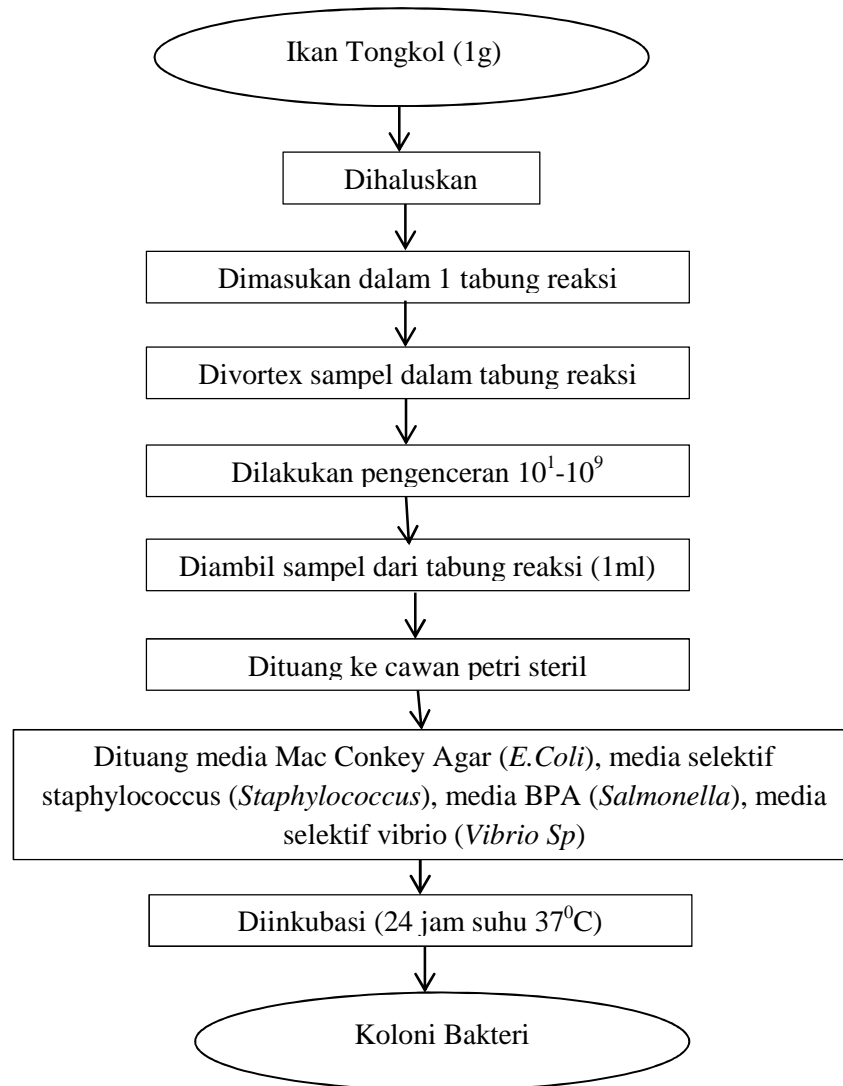 Ikan Tongkol (1g)
Dihaluskan
Dimasukan dalam 1 tabung reaksi
Divortex sampel dalam tabung reaksi
Dilakukan pengenceran 10¹-10⁹
Diambil sampel dari tabung reaksi (1ml)
Dituang ke cawan petri steril
Dituang media Mac Conkey Agar (E.Coli), media selektif
staphylococcus (Staphylococcus), media BPA (Salmonella), media
selektif vibrio (Vibrio Sp)
Diinkubasi (24 jam suhu 37⁰C)
Koloni Bakteri